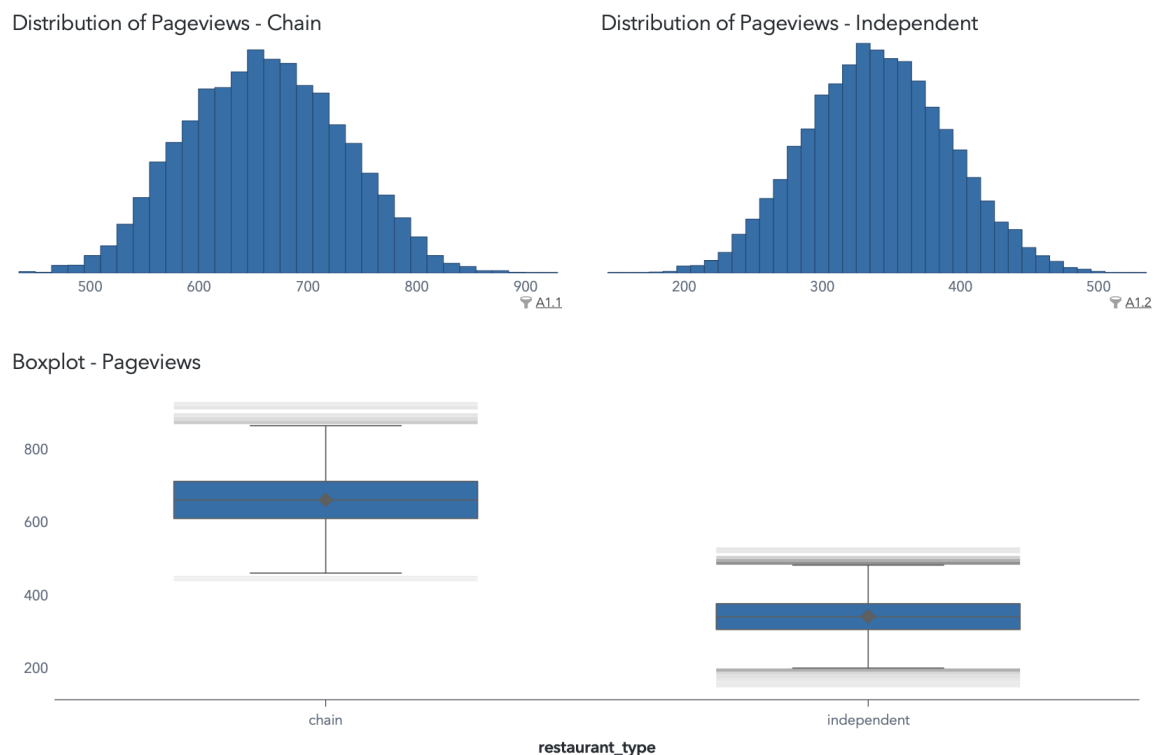 Distribution of Pageviews - Chain
500 600 700 800 900
A1.1
Distribution of Pageviews - Independent
200 300 400 500
A1.2
Boxplot - Pageviews
800
600
400
200
chain independent
restaurant_type